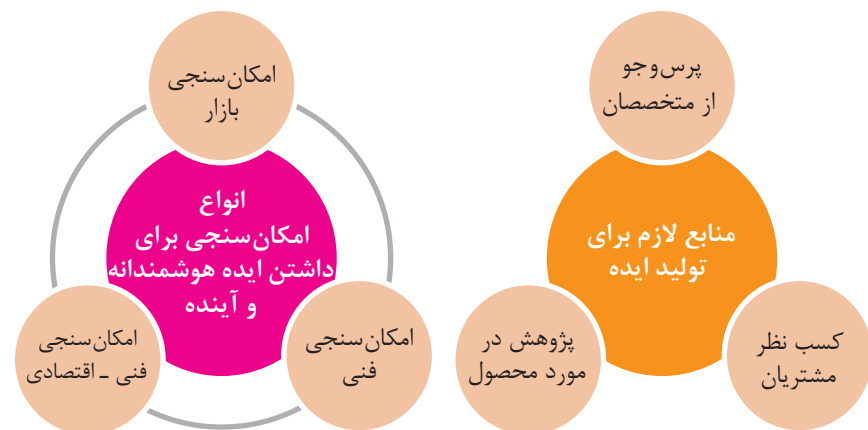 پرس‌وجو
از متخصصان
منابع لازم برای
تولید ایده
کسب نظر
مشتریان
پژوهش در
مورد محصول
امکان‌سنجی
بازار
انواع
امکان‌سنجی برای
داشتن ایده هوشمندانه
و آینده
امکان‌سنجی
فنی
امکان‌سنجی
فنی ـ اقتصادی